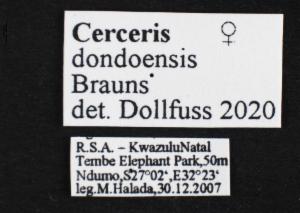 Cerceris ♀
dondoensis
Brauns
det. Dollfuss 2020
R.S.A. – KwazuluNatal
Tembe Elephant Park,50m
Ndumo,S27°02‘,E32°23‘
leg.M.Halada,30.12.2007